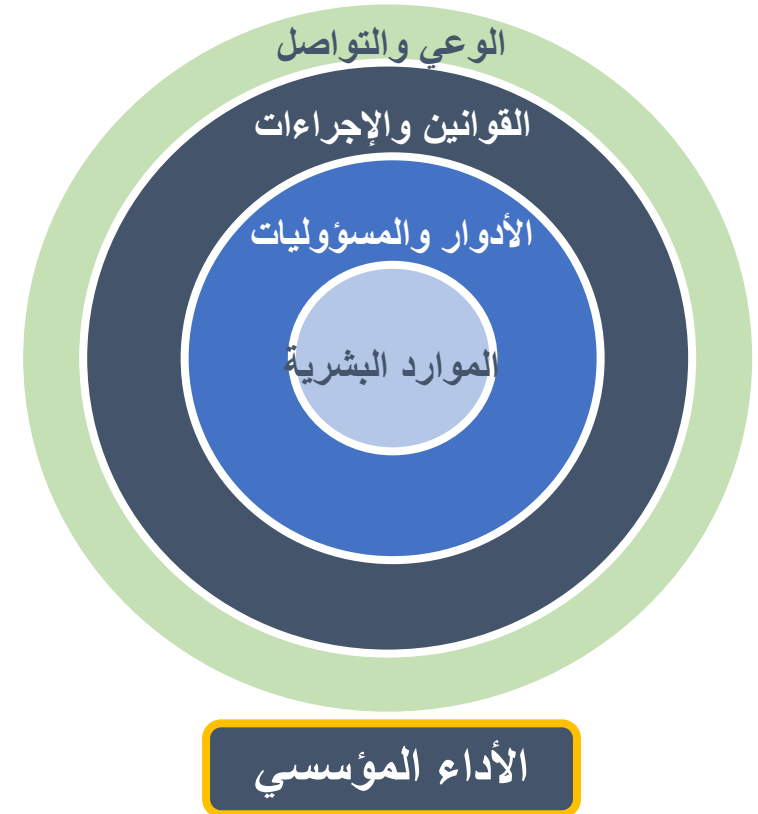 الوعي والتواصل
القوانين والإجراءات
الأدوار والمسؤوليات
الموارد البشرية
الأداء المؤسسي